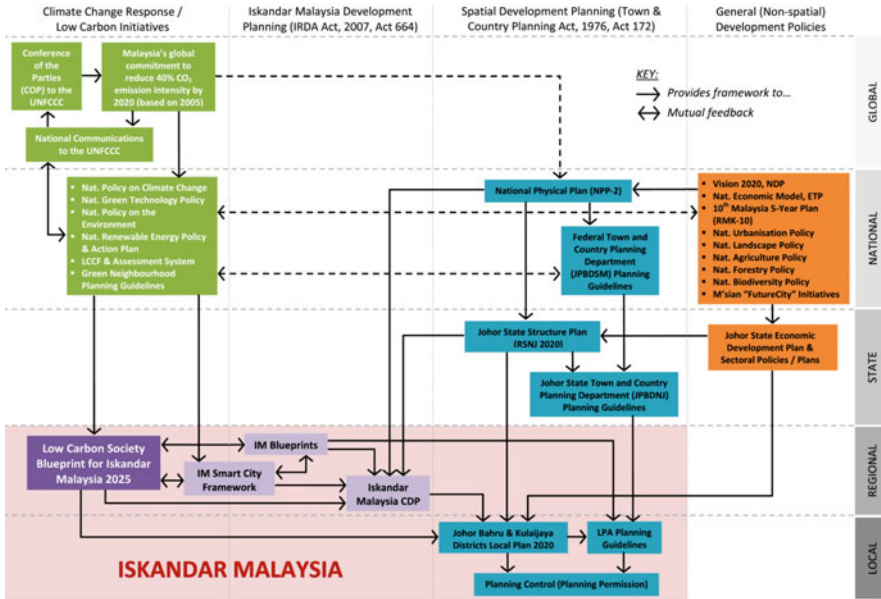 Climate Change Response /
Low Carbon Initiatives
Iskandar Malaysia Development
Planning (IRDA Act, 2007, Act 664)
Spatial Development Planning (Town &
Country Planning Act, 1976, Act 172)
General (Non-spatial)
Development Policies
Conference
of the
Parties
(COP) to the
UNFCCC
Malaysia's global
commitment to
reduce 40% CO₂
emission intensity by
2020 (based on 2005)
National Communications
to the UNFCCC
KEY:
Provides framework to...
Mutual feedback
GLOBAL
▪ Nat. Policy on Climate Change
▪ Nat. Green Technology Policy
▪ Nat. Policy on the
Environment
▪ Nat. Renewable Energy Policy
& Action Plan
▪ LCCF & Assessment System
▪ Green Neighbourhood
Planning Guidelines
National Physical Plan (NPP-2)
Federal Town and
Country Planning
Department
(JPBDSM) Planning
Guidelines
▪ Vision 2020, NDP
▪ Nat. Economic Model, ETP
▪ 10th Malaysia 5-Year Plan
(RMK-10)
▪ Nat. Urbanisation Policy
▪ Nat. Landscape Policy
▪ Nat. Agriculture Policy
▪ Nat. Forestry Policy
▪ Nat. Biodiversity Policy
▪ M'sian "FutureCity" Initiatives
NATIONAL
Johor State Structure Plan
(RSNJ 2020)
Johor State Economic
Development Plan &
Sectoral Policies / Plans
Johor State Town and Country
Planning Department (JPBDNJ)
Planning Guidelines
STATE
Low Carbon Society
Blueprint for Iskandar
Malaysia 2025
IM Blueprints
IM Smart City
Framework
Iskandar
Malaysia CDP
REGIONAL
Johor Bahru & Kulaijaya
Districts Local Plan 2020
LPA Planning
Guidelines
ISKANDAR MALAYSIA
Planning Control (Planning Permission)
LOCAL